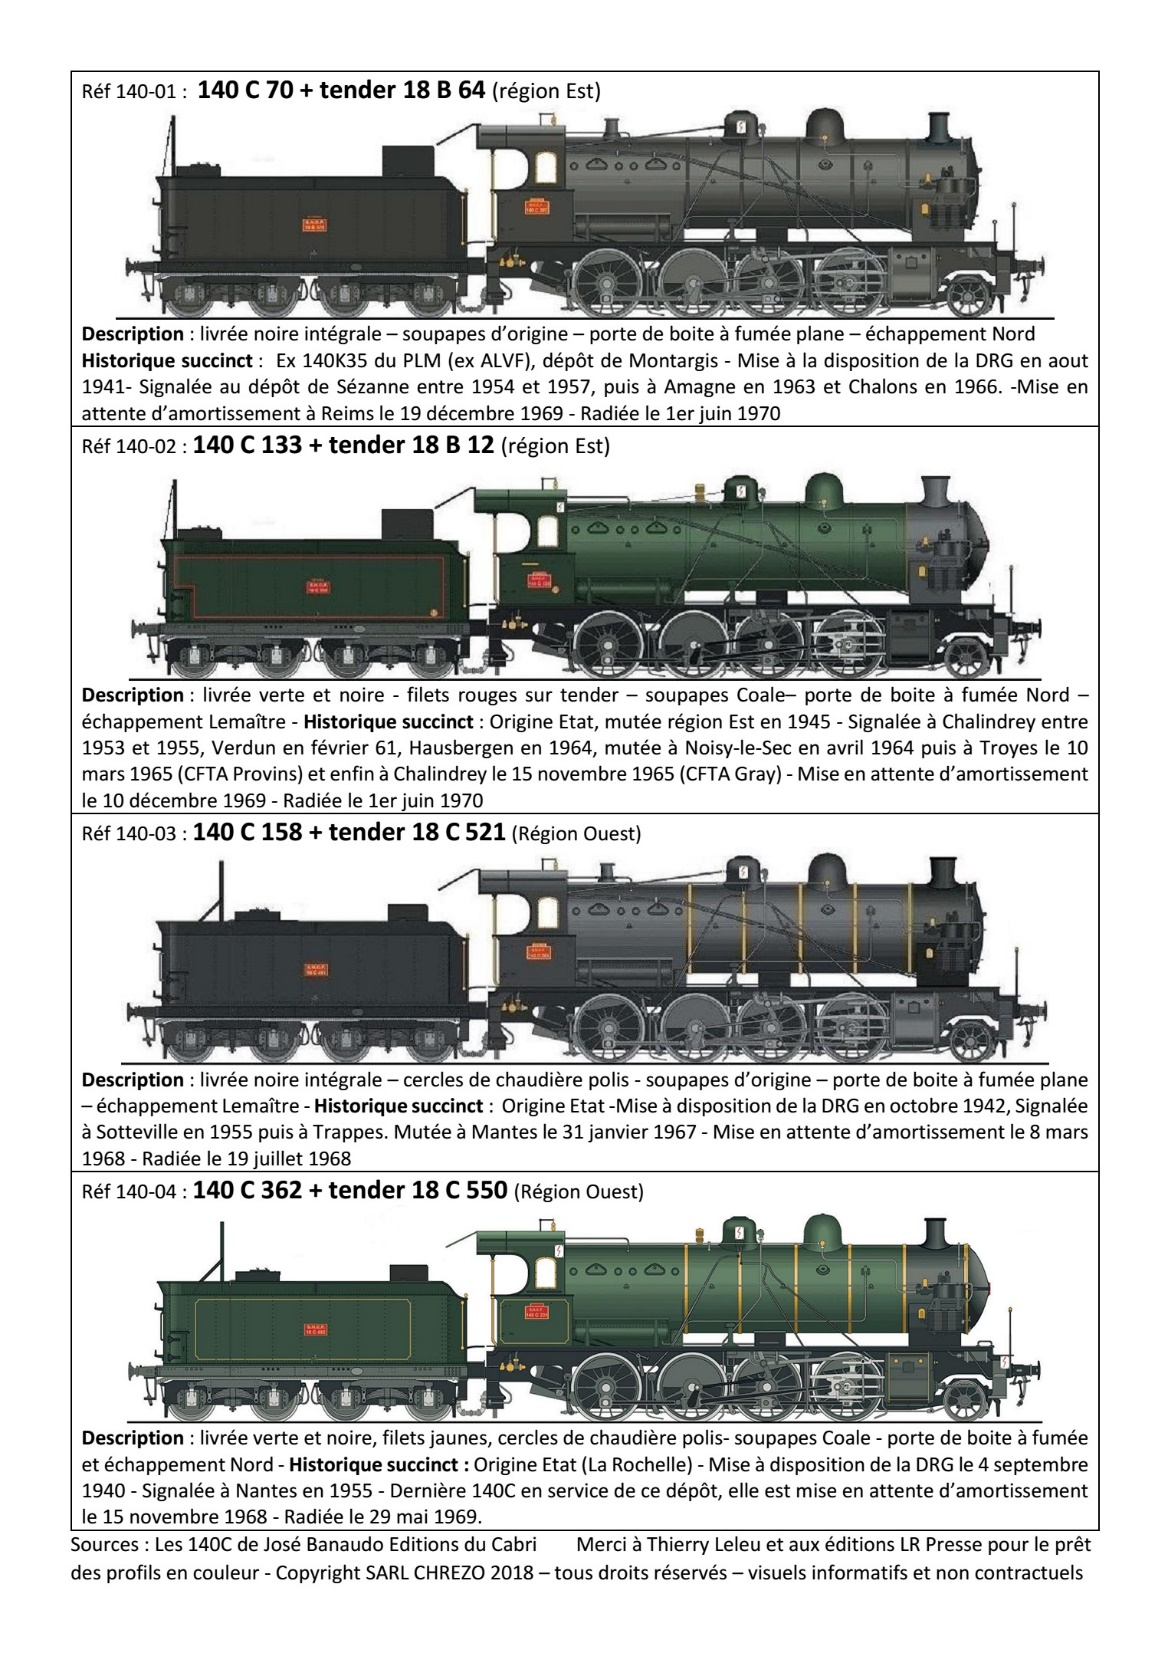 Réf 140-01 : 140 C 70 + tender 18 B 64 (région Est)
Description : livrée noire intégrale – soupapes d’origine – porte de boite à fumée plane – échappement Nord
Historique succinct : Ex 140K35 du PLM (ex ALVF), dépôt de Montargis - Mise à la disposition de la DRG en aout
1941- Signalée au dépôt de Sézanne entre 1954 et 1957, puis à Amagne en 1963 et Chalons en 1966. -Mise en
attente d’amortissement à Reims le 19 décembre 1969 - Radiée le 1er juin 1970
Réf 140-02 : 140 C 133 + tender 18 B 12 (région Est)
Description : livrée verte et noire - filets rouges sur tender – soupapes Coale– porte de boite à fumée Nord –
échappement Lemaître - Historique succinct : Origine Etat, mutée région Est en 1945 - Signalée à Chalindrey entre
1953 et 1955, Verdun en février 61, Hausbergen en 1964, mutée à Noisy-le-Sec en avril 1964 puis à Troyes le 10
mars 1965 (CFTA Provins) et enfin à Chalindrey le 15 novembre 1965 (CFTA Gray) - Mise en attente d’amortissement
le 10 décembre 1969 - Radiée le 1er juin 1970
Réf 140-03 : 140 C 158 + tender 18 C 521 (Région Ouest)
Description : livrée noire intégrale – cercles de chaudière polis - soupapes d’origine – porte de boite à fumée plane
– échappement Lemaître - Historique succinct : Origine Etat -Mise à disposition de la DRG en octobre 1942, Signalée
à Sotteville en 1955 puis à Trappes. Mutée à Mantes le 31 janvier 1967 - Mise en attente d’amortissement le 8 mars
1968 - Radiée le 19 juillet 1968
Réf 140-04 : 140 C 362 + tender 18 C 550 (Région Ouest)
Description : livrée verte et noire, filets jaunes, cercles de chaudière polis- soupapes Coale - porte de boite à fumée
et échappement Nord - Historique succinct : Origine Etat (La Rochelle) - Mise à disposition de la DRG le 4 septembre
1940 - Signalée à Nantes en 1955 - Dernière 140C en service de ce dépôt, elle est mise en attente d’amortissement
le 15 novembre 1968 - Radiée le 29 mai 1969.
Sources : Les 140C de José Banaudo Editions du Cabri Merci à Thierry Leleu et aux éditions LR Presse pour le prêt
des profils en couleur - Copyright SARL CHREZO 2018 – tous droits réservés – visuels informatifs et non contractuels